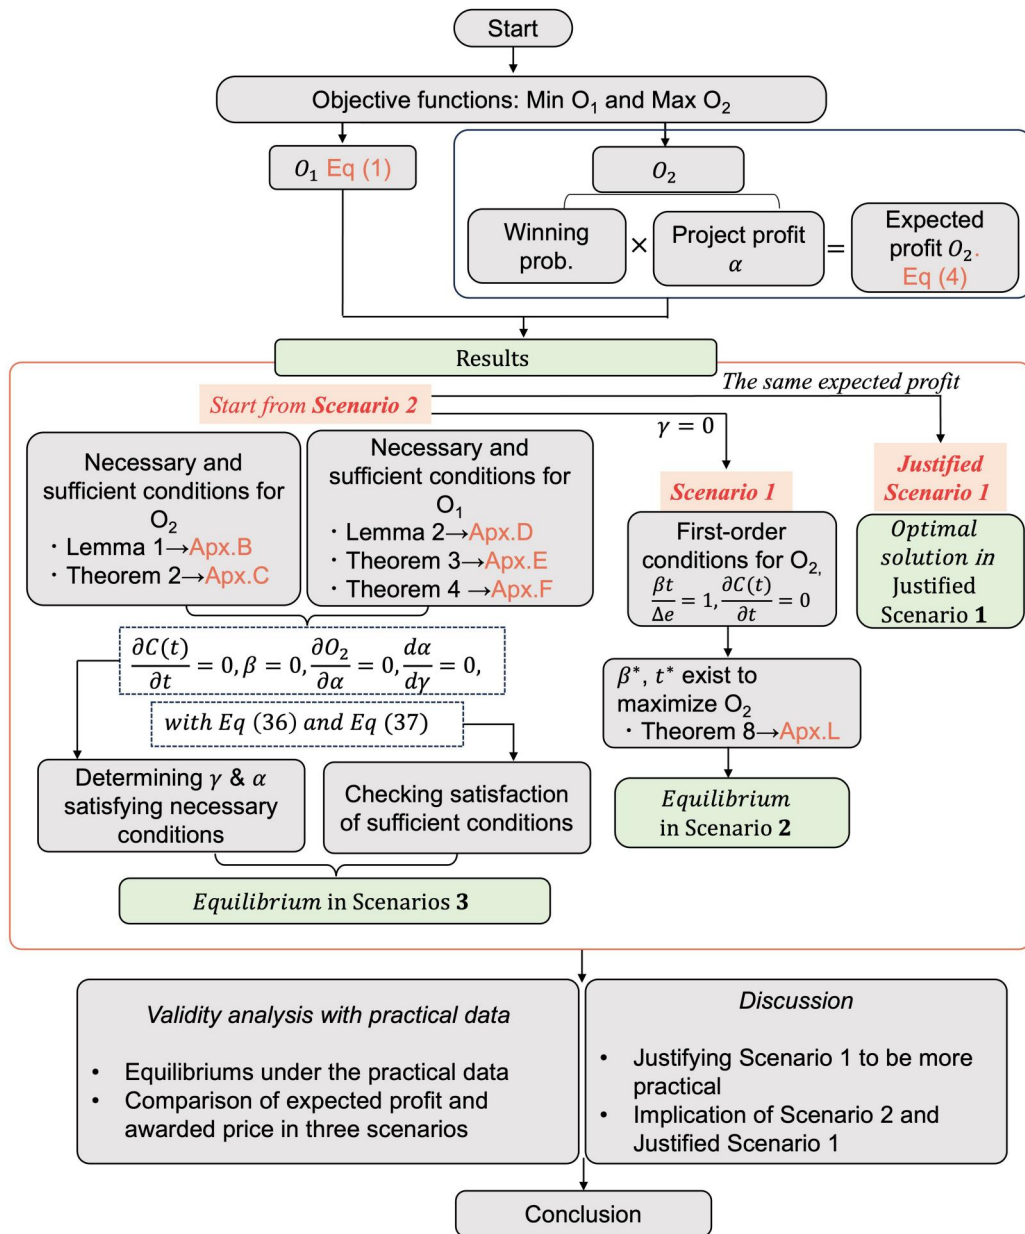 Start
Objective functions: Min O₁ and Max O₂
O₁ Eq (1)
O₂
Winning
prob.
×
Project profit
α
=
Expected
profit O₂.
Eq (4)
Results
The same expected profit
Start from Scenario 2
γ = 0
Necessary and
sufficient conditions for
O₂
· Lemma 1→Apx.B
· Theorem 2→Apx.C
Necessary and
sufficient conditions for
O₁
· Lemma 2→Apx.D
· Theorem 3→Apx.E
· Theorem 4 →Apx.F
Scenario 1
First-order
conditions for O₂,
βt/Δe = 1, ∂C(t)/∂t = 0
Justified
Scenario 1
Optimal
solution in
Justified
Scenario 1
∂C(t)/∂t = 0, β = 0, ∂O₂/∂α = 0, dα/dγ = 0,
with Eq (36) and Eq (37)
β*, t* exist to
maximize O₂
· Theorem 8→Apx.L
Determining γ & α
satisfying necessary
conditions
Checking satisfaction
of sufficient conditions
Equilibrium
in Scenario 2
Equilibrium in Scenarios 3
Validity analysis with practical data
• Equilibriums under the practical data
• Comparison of expected profit and
awarded price in three scenarios
Discussion
• Justifying Scenario 1 to be more
practical
• Implication of Scenario 2 and
Justified Scenario 1
Conclusion